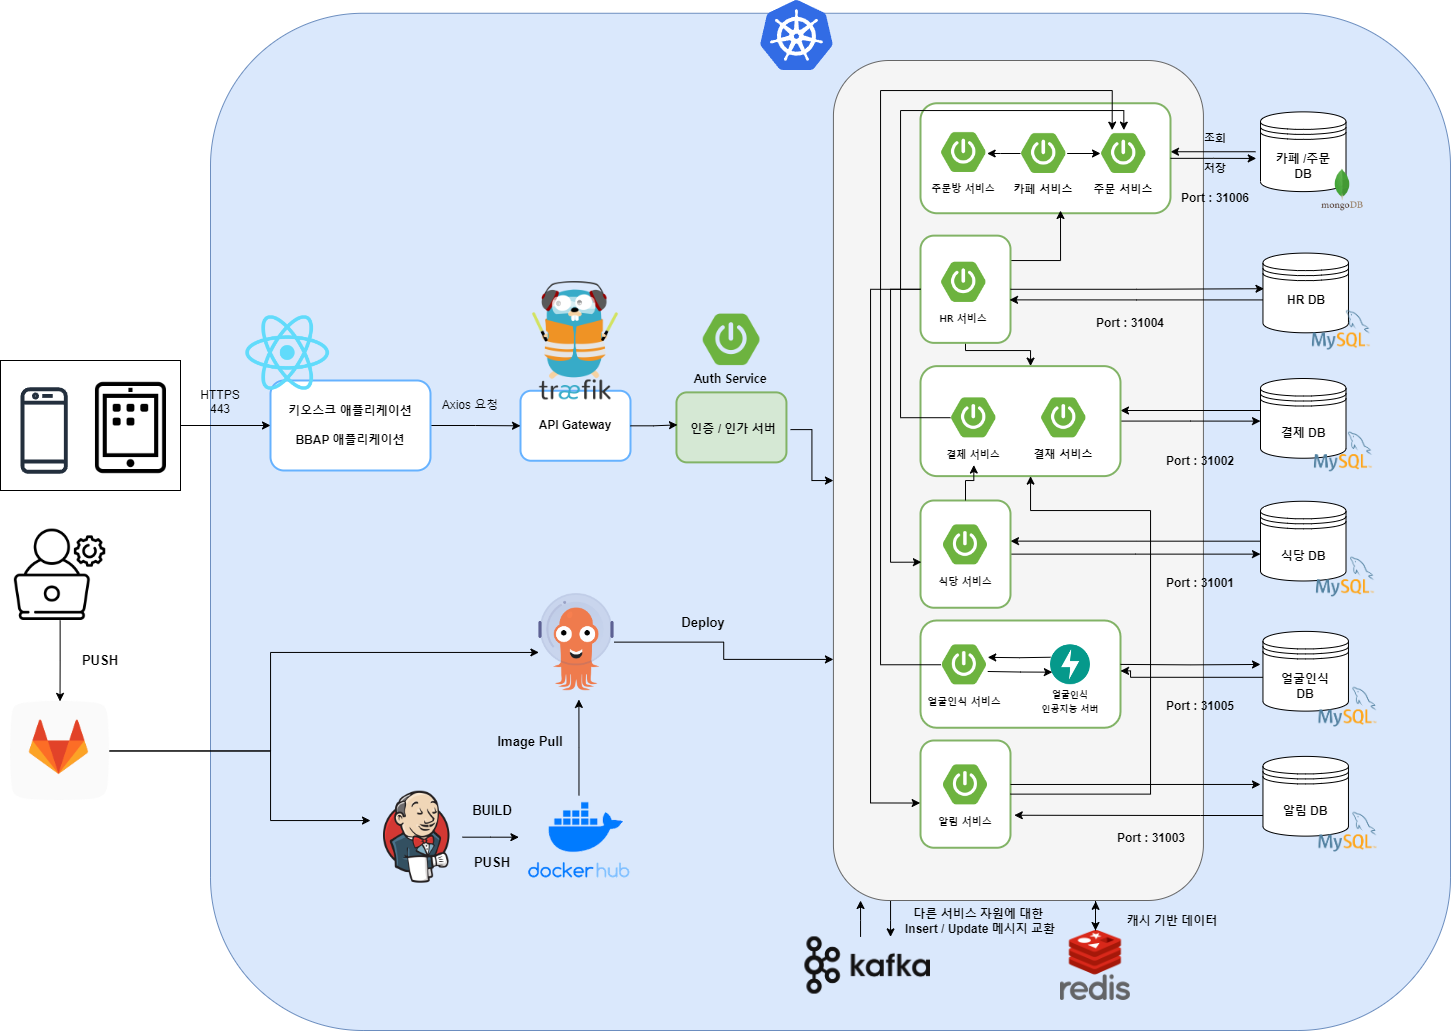 조회
저장
카페 /주문
DB
mongoDB
Port : 31006
주문방 서비스
카페 서비스
주문 서비스
HR 서비스
HR DB
MySQL
Port : 31004
træfik
Auth Service
HTTPS
443
키오스크 애플리케이션
BBAP 애플리케이션
Axios 요청
API Gateway
인증 / 인가 서버
결제 서비스
결재 서비스
결제 DB
MySQL
Port : 31002
식당 서비스
식당 DB
MySQL
Port : 31001
PUSH
Deploy
얼굴인식 서비스
얼굴인식
인공지능 서버
얼굴인식
DB
MySQL
Port : 31005
Image Pull
BUILD
PUSH
docker hub
알림 서비스
알림 DB
MySQL
Port : 31003
다른 서비스 자원에 대한
Insert / Update 메시지 교환
캐시 기반 데이터
kafka
redis